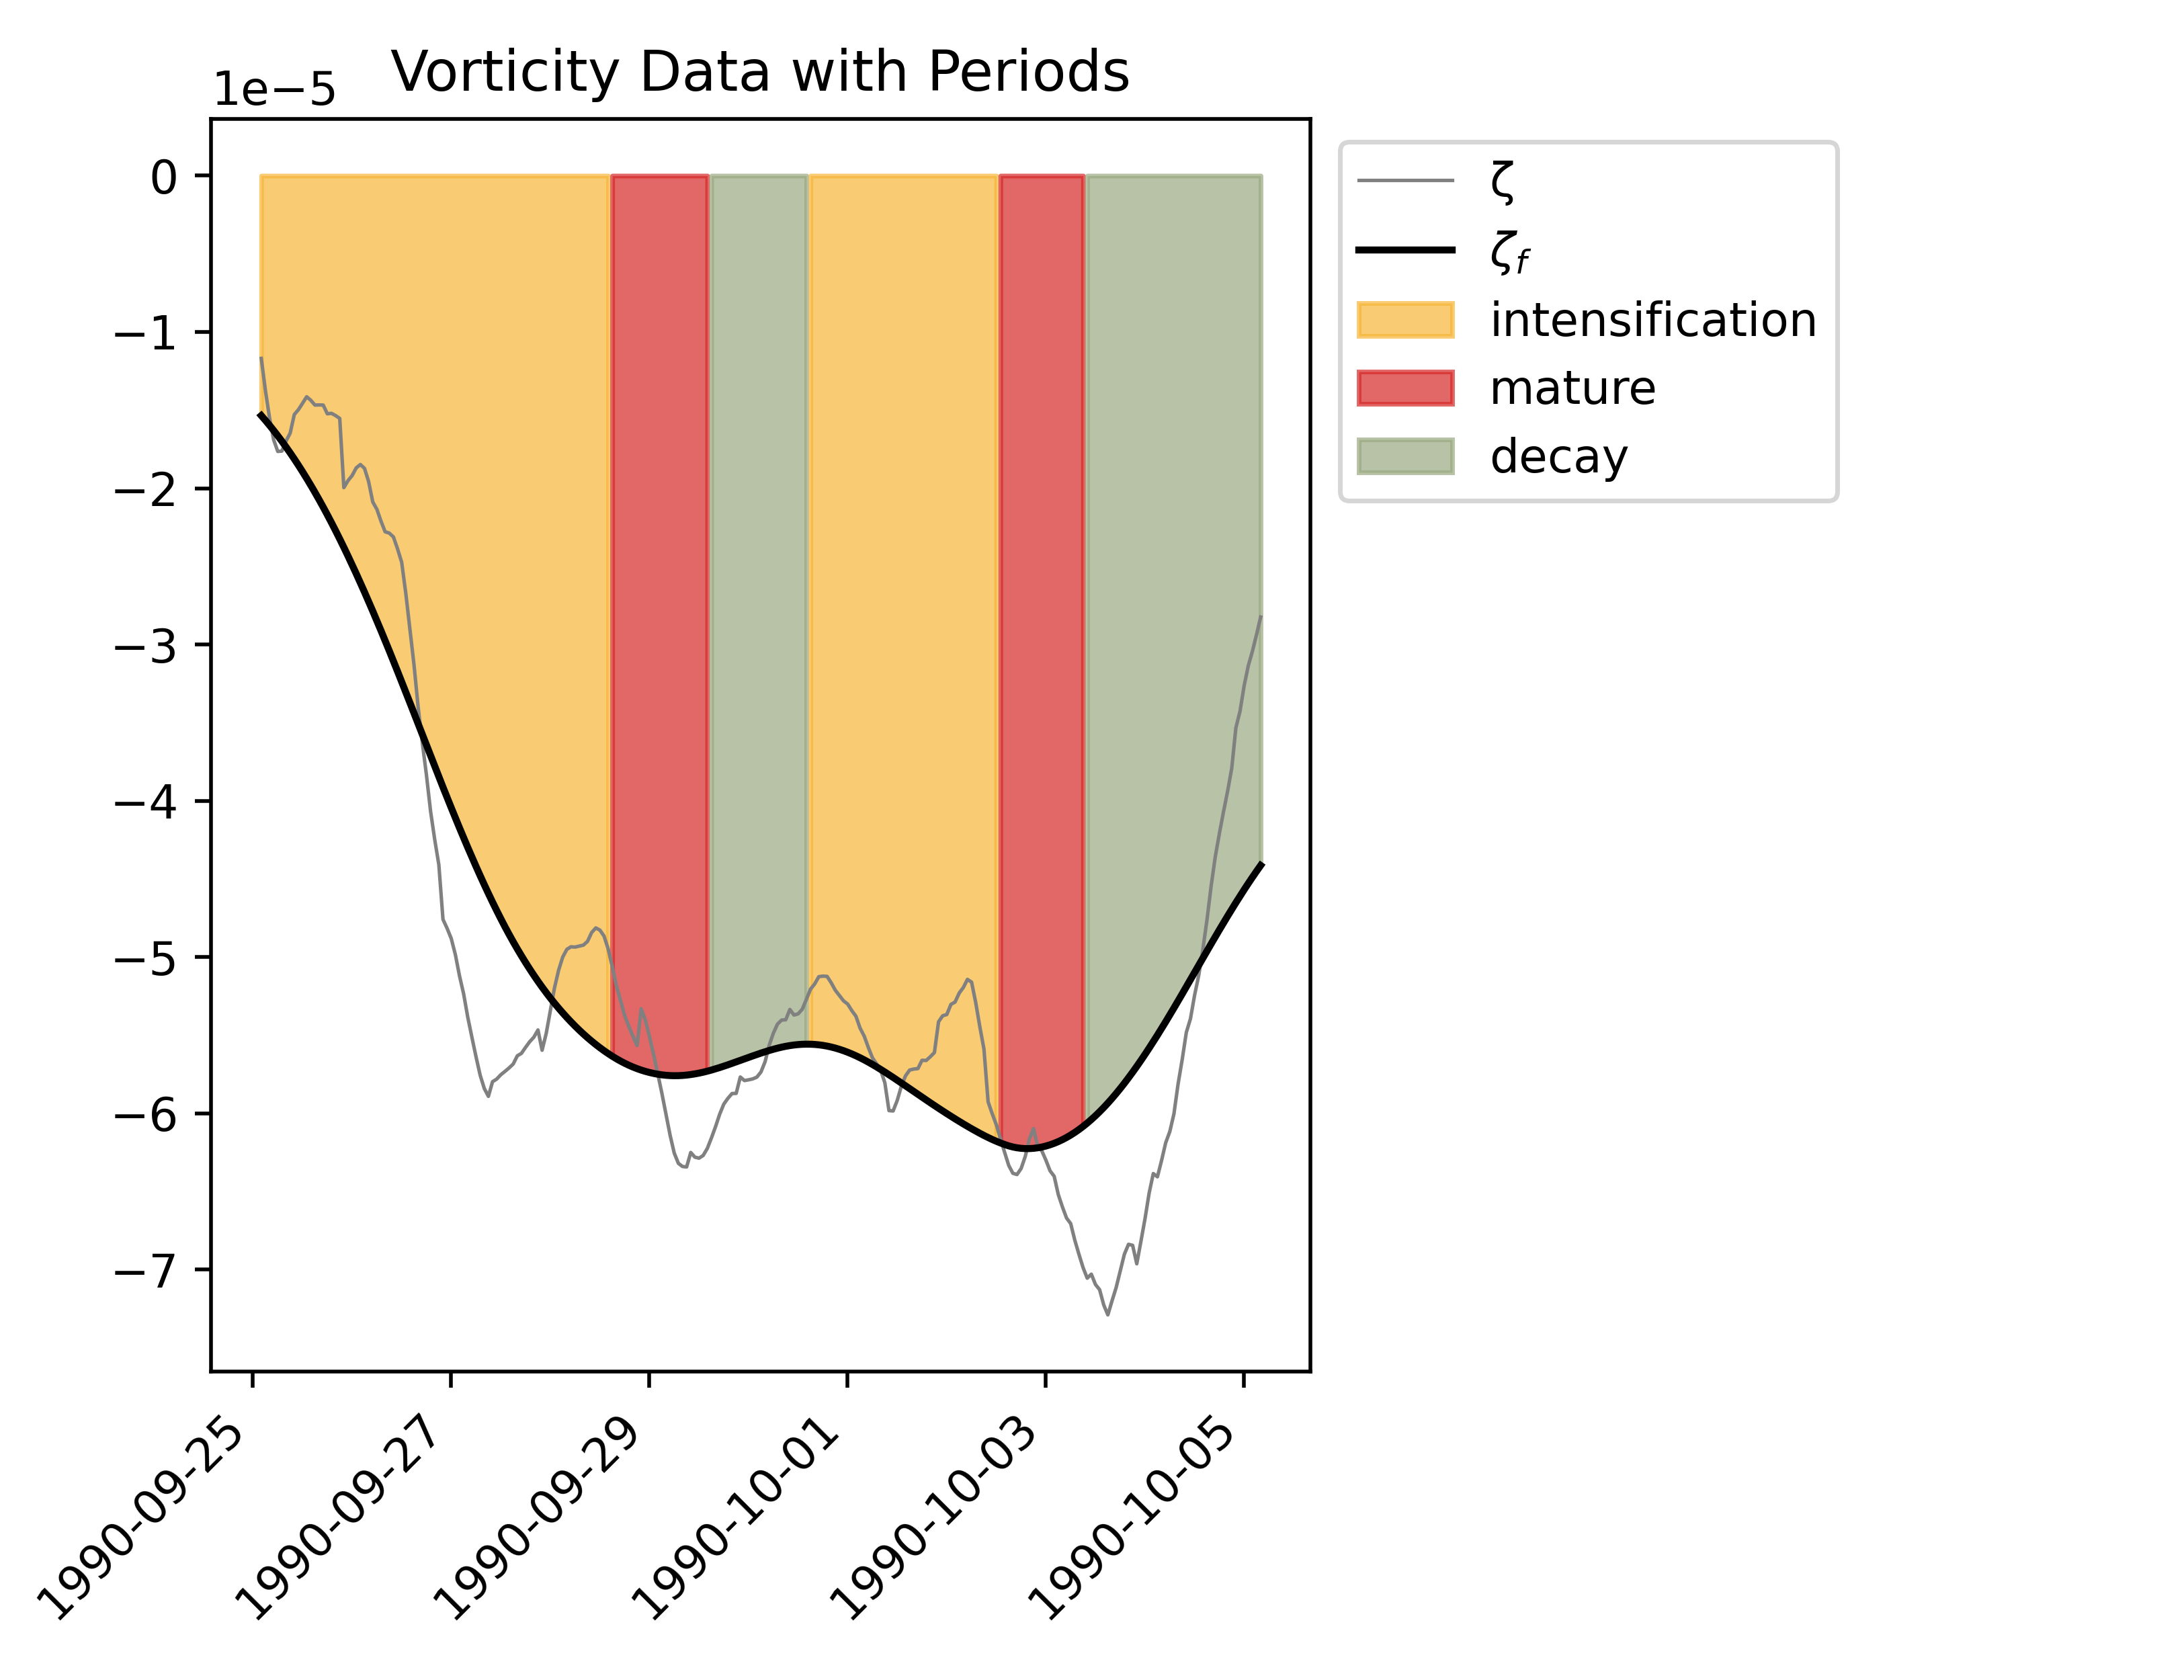 Vorticity Data with Periods
1e−5
0
−1
−2
−3
−4
−5
−6
−7
1990-09-25
1990-09-27
1990-09-29
1990-10-01
1990-10-03
1990-10-05
ζ
ζf
intensification
mature
decay